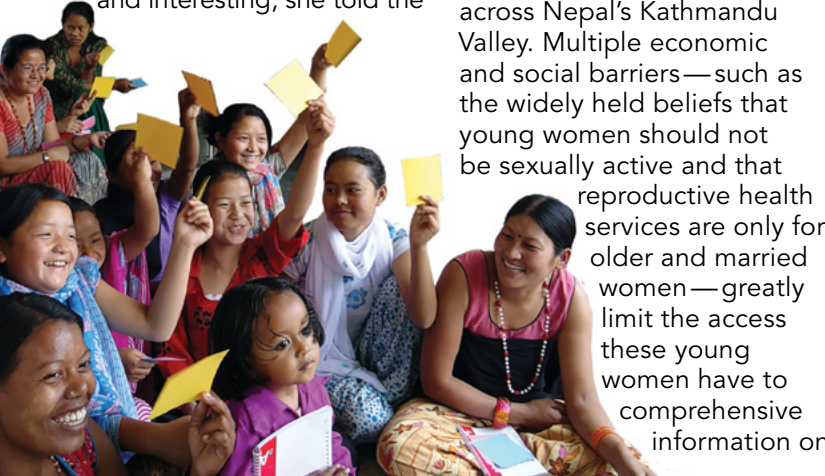 and interesting, she told the
across Nepal’s Kathmandu
Valley. Multiple economic
and social barriers — such as
the widely held beliefs that
young women should not
be sexually active and that
reproductive health
services are only for
older and married
women — greatly
limit the access
these young
women have to
comprehensive
information on